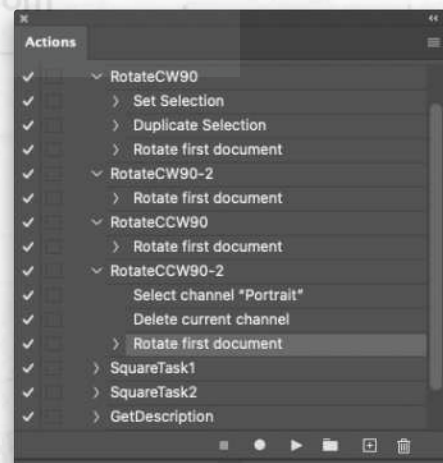 Actions
RotateCW90
Set Selection
Duplicate Selection
Rotate first document
RotateCW90-2
Rotate first document
RotateCCW90
Rotate first document
RotateCCW90-2
Select channel "Portrait"
Delete current channel
Rotate first document
SquareTask1
SquareTask2
GetDescription